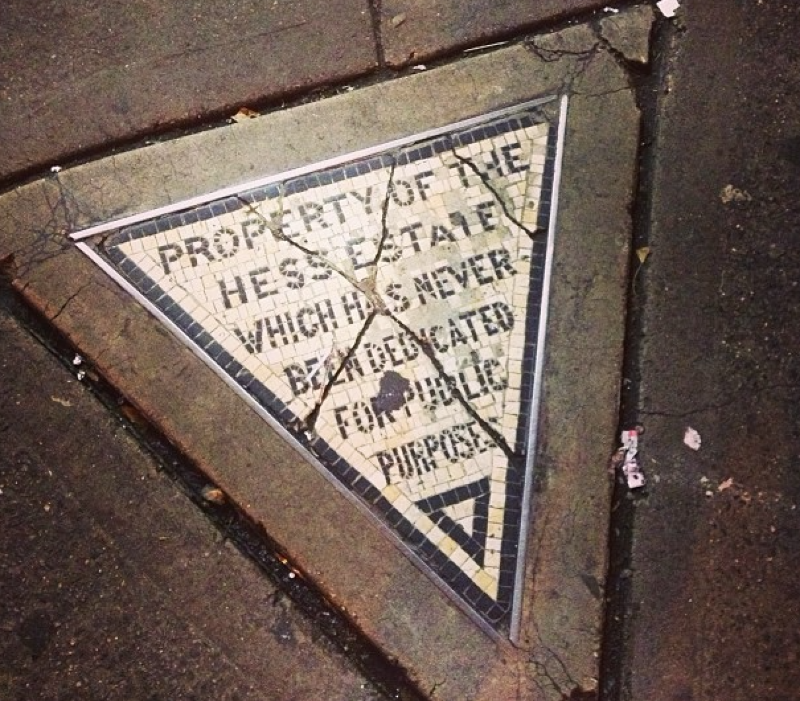 PROPERTY OF THE
HESS ESTATE
WHICH HAS NEVER
BEEN DEDICATED
FOR PUBLIC
PURPOSES